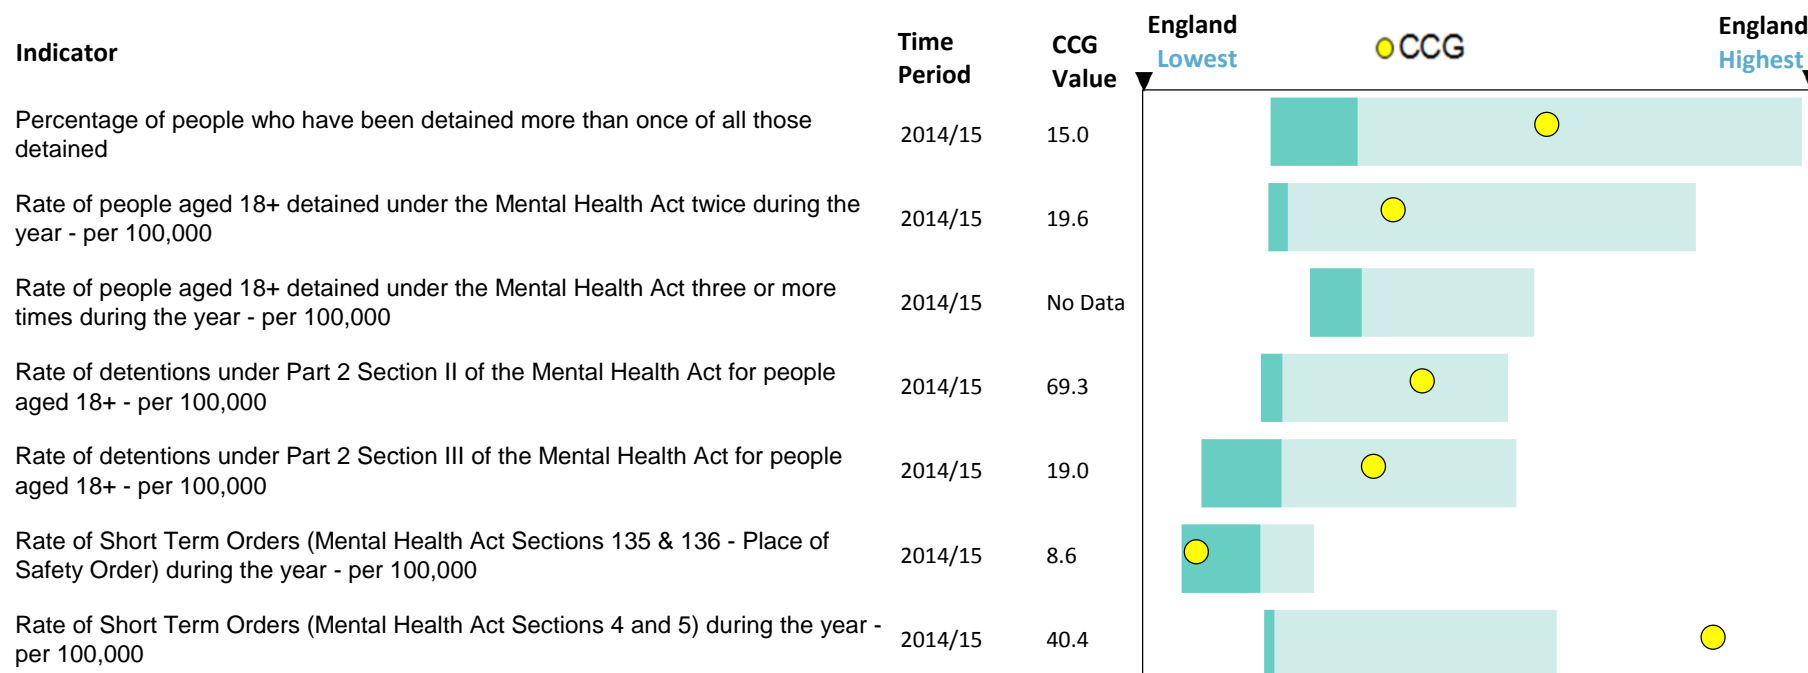 Indicator
Time
Period
CCG
Value
England
Lowest
CCG
England
Highest
Percentage of people who have been detained more than once of all those
detained
2014/15
15.0
Rate of people aged 18+ detained under the Mental Health Act twice during the
year - per 100,000
2014/15
19.6
Rate of people aged 18+ detained under the Mental Health Act three or more
times during the year - per 100,000
2014/15
No Data
Rate of detentions under Part 2 Section II of the Mental Health Act for people
aged 18+ - per 100,000
2014/15
69.3
Rate of detentions under Part 2 Section III of the Mental Health Act for people
aged 18+ - per 100,000
2014/15
19.0
Rate of Short Term Orders (Mental Health Act Sections 135 & 136 - Place of
Safety Order) during the year - per 100,000
2014/15
8.6
Rate of Short Term Orders (Mental Health Act Sections 4 and 5) during the year -
per 100,000
2014/15
40.4